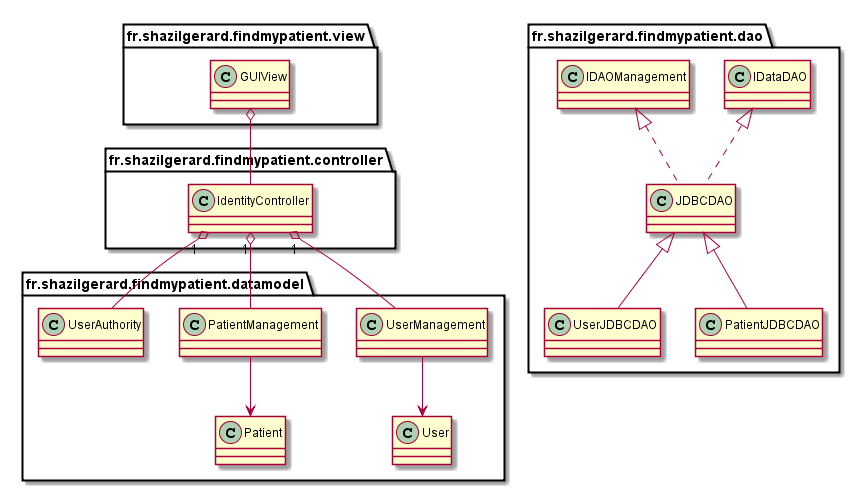 fr.shazilgerard.findmypatient.view
C GUIView
fr.shazilgerard.findmypatient.controller
C IdentityController
1 1 1
fr.shazilgerard.findmypatient.datamodel
C UserAuthority
C PatientManagement
C UserManagement
C Patient
C User
fr.shazilgerard.findmypatient.dao
C IDAOManagement
C IDataDAO
C JDBCDAO
C UserJDBCDAO
C PatientJDBCDAO